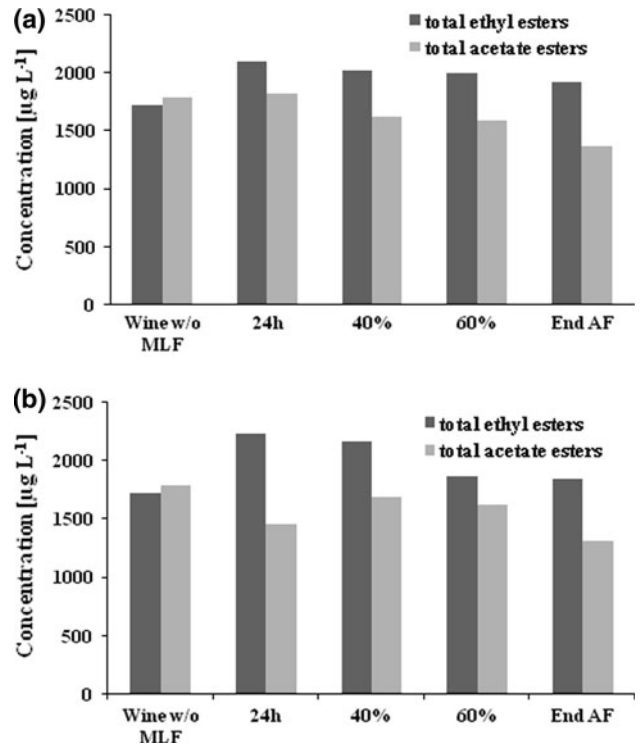 (a)
total ethyl esters
total acetate esters
Concentration [µg L-1]
2500
2000
1500
1000
500
0
Wine w/o MLF
24h
40%
60%
End AF
(b)
total ethyl esters
total acetate esters
Concentration [µg L-1]
2500
2000
1500
1000
500
0
Wine w/o MLF
24h
40%
60%
End AF